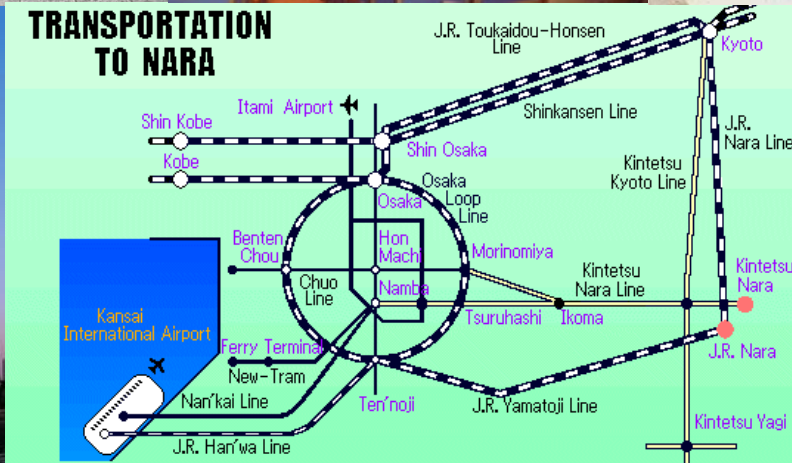 TRANSPORTATION
TO NARA
J.R. Toukaidou-Honsen
Line
Kyoto
Itami Airport
Shinkansen Line
Shin Kobe
Shin Osaka
J.R.
Nara Line
Kobe
Kintetsu
Kyoto Line
Osaka
Osaka
Loop
Line
Benten
Chou
Hon
Machi
Morinomiya
Chuo
Line
Namba
Kintetsu
Nara Line
Kintetsu
Nara
Kansai
International Airport
Tsuruhashi
Ikoma
Ferry Terminal
New-Tram
J.R. Nara
Nan'kai Line
Ten'noji
J.R. Yamatoji Line
Kintetsu Yagi
J.R. Han'wa Line